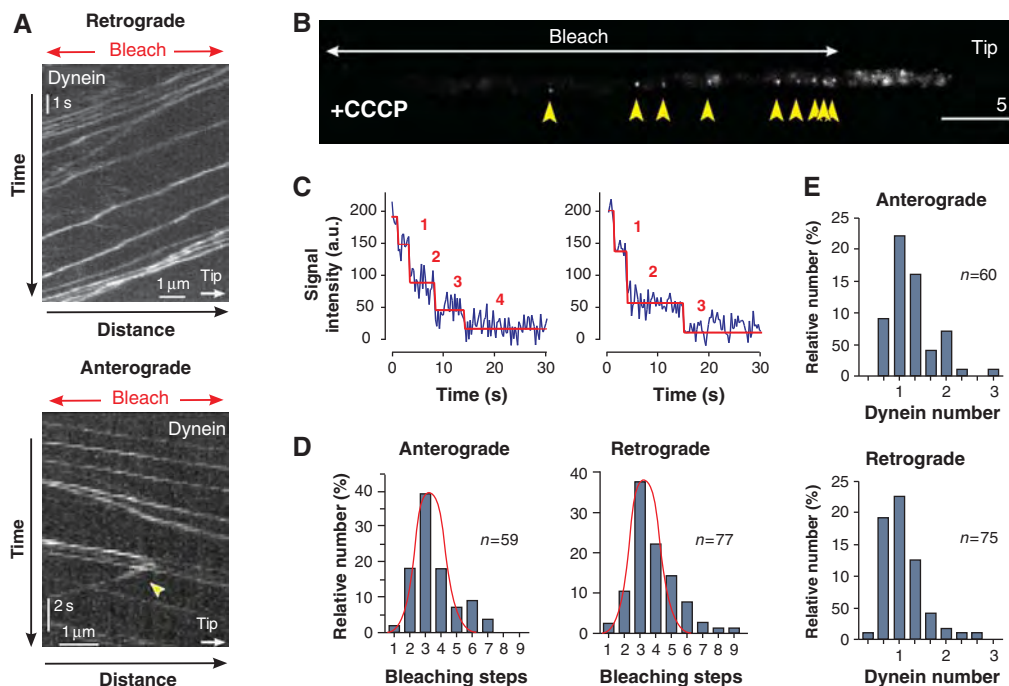 A
Retrograde
Bleach
Dynein
1 s
Time
1 μm
Tip
Distance
Anterograde
Bleach
Dynein
Time
2 s
1 μm
Tip
Distance
B
Bleach
Tip
+CCCP
5
C
Signal
intensity (a.u.)
200
150
100
50
0
1
2
3
4
0 10 20 30
Time (s)
200
150
100
50
0
1
2
3
0 10 20 30
Time (s)
D
Anterograde
Relative number (%)
40
30
20
10
0
n=59
1 2 3 4 5 6 7 8 9
Bleaching steps
Retrograde
Relative number (%)
40
30
20
10
0
n=77
1 2 3 4 5 6 7 8 9
Bleaching steps
E
Anterograde
Relative number (%)
25
20
15
50
10
0
n=60
1 2 3
Dynein number
Retrograde
Relative number (%)
25
20
15
50
10
0
n=75
1 2 3
Dynein number